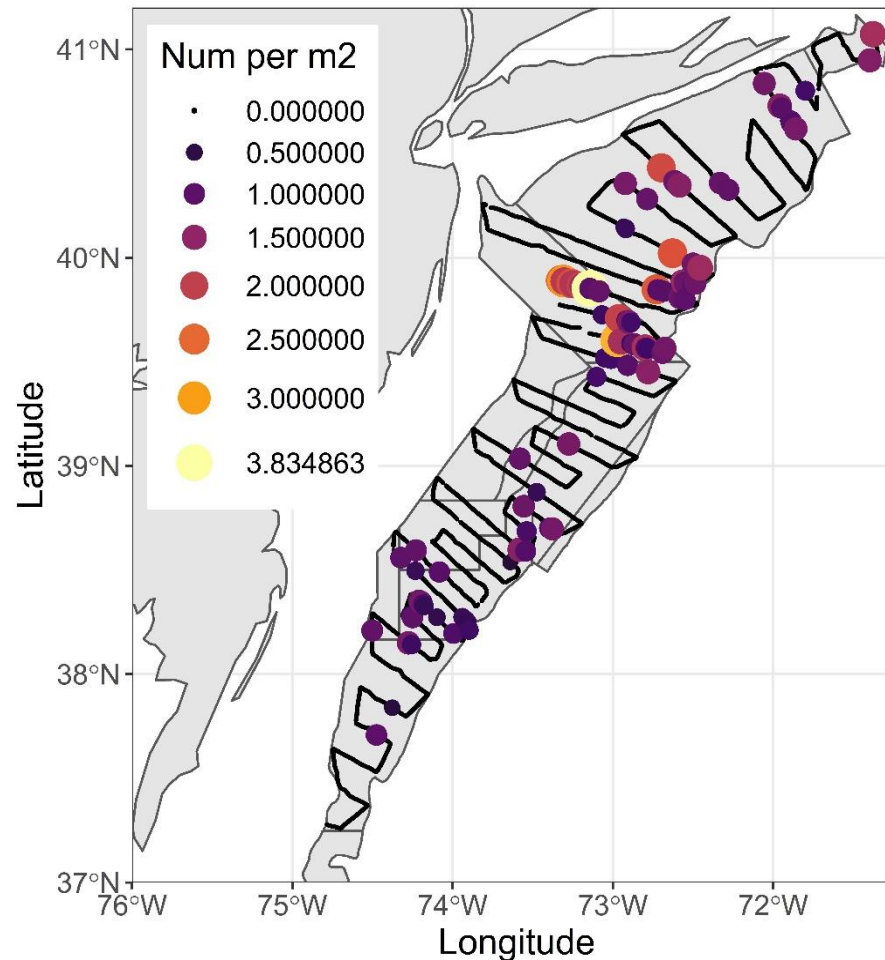 Num per m2
0.000000
0.500000
1.000000
1.500000
2.000000
2.500000
3.000000
3.834863
41°N
40°N
39°N
38°N
37°N
Latitude
76°W 75°W 74°W 73°W 72°W
Longitude